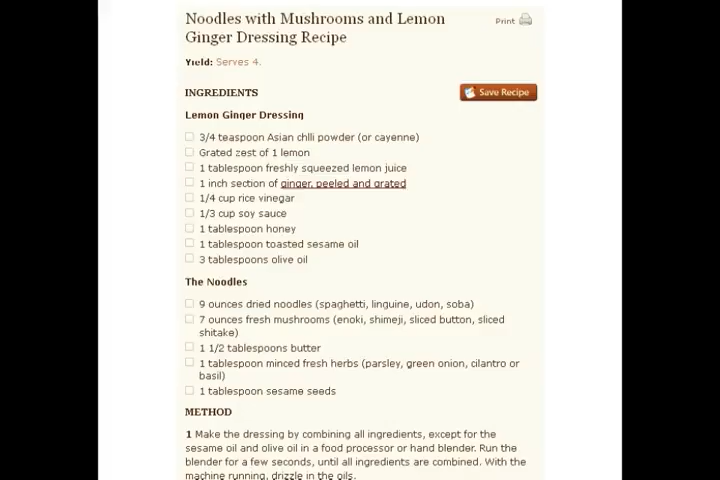 Noodles with Mushrooms and Lemon
Ginger Dressing Recipe
Print
Yield: Serves 4.
INGREDIENTS
Save Recipe
Lemon Ginger Dressing
3/4 teaspoon Asian chili powder (or cayenne)
Grated zest of 1 lemon
1 tablespoon freshly squeezed lemon juice
1 inch section of ginger, peeled and grated
1/4 cup rice vinegar
1/3 cup soy sauce
1 tablespoon honey
1 tablespoon toasted sesame oil
3 tablespoons olive oil
The Noodles
9 ounces dried noodles (spaghetti, linguine, udon, soba)
7 ounces fresh mushrooms (enoki, shimeji, sliced button, sliced
shitake)
1 1/2 tablespoons butter
1 tablespoon minced fresh herbs (parsley, green onion, cilantro or
basil)
1 tablespoon sesame seeds
METHOD
1 Make the dressing by combining all ingredients, except for the
sesame oil and olive oil in a food processor or hand blender. Run the
blender for a few seconds, until all ingredients are combined. With the
machine running, drizzle in the oils.